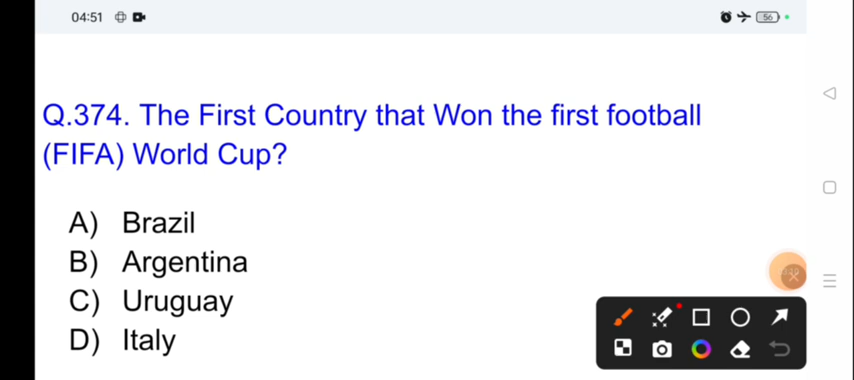 04:51
56
Q.374. The First Country that Won the first football
(FIFA) World Cup?
A) Brazil
B) Argentina
C) Uruguay
D) Italy